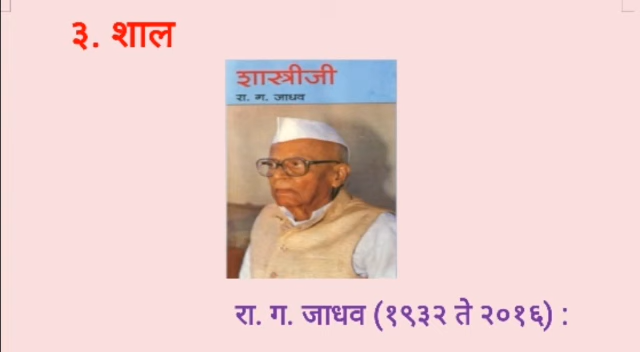 ३. शाल
शास्त्रीजी
रा. ग. जाधव
रा. ग. जाधव (१९३२ ते २०१६) :